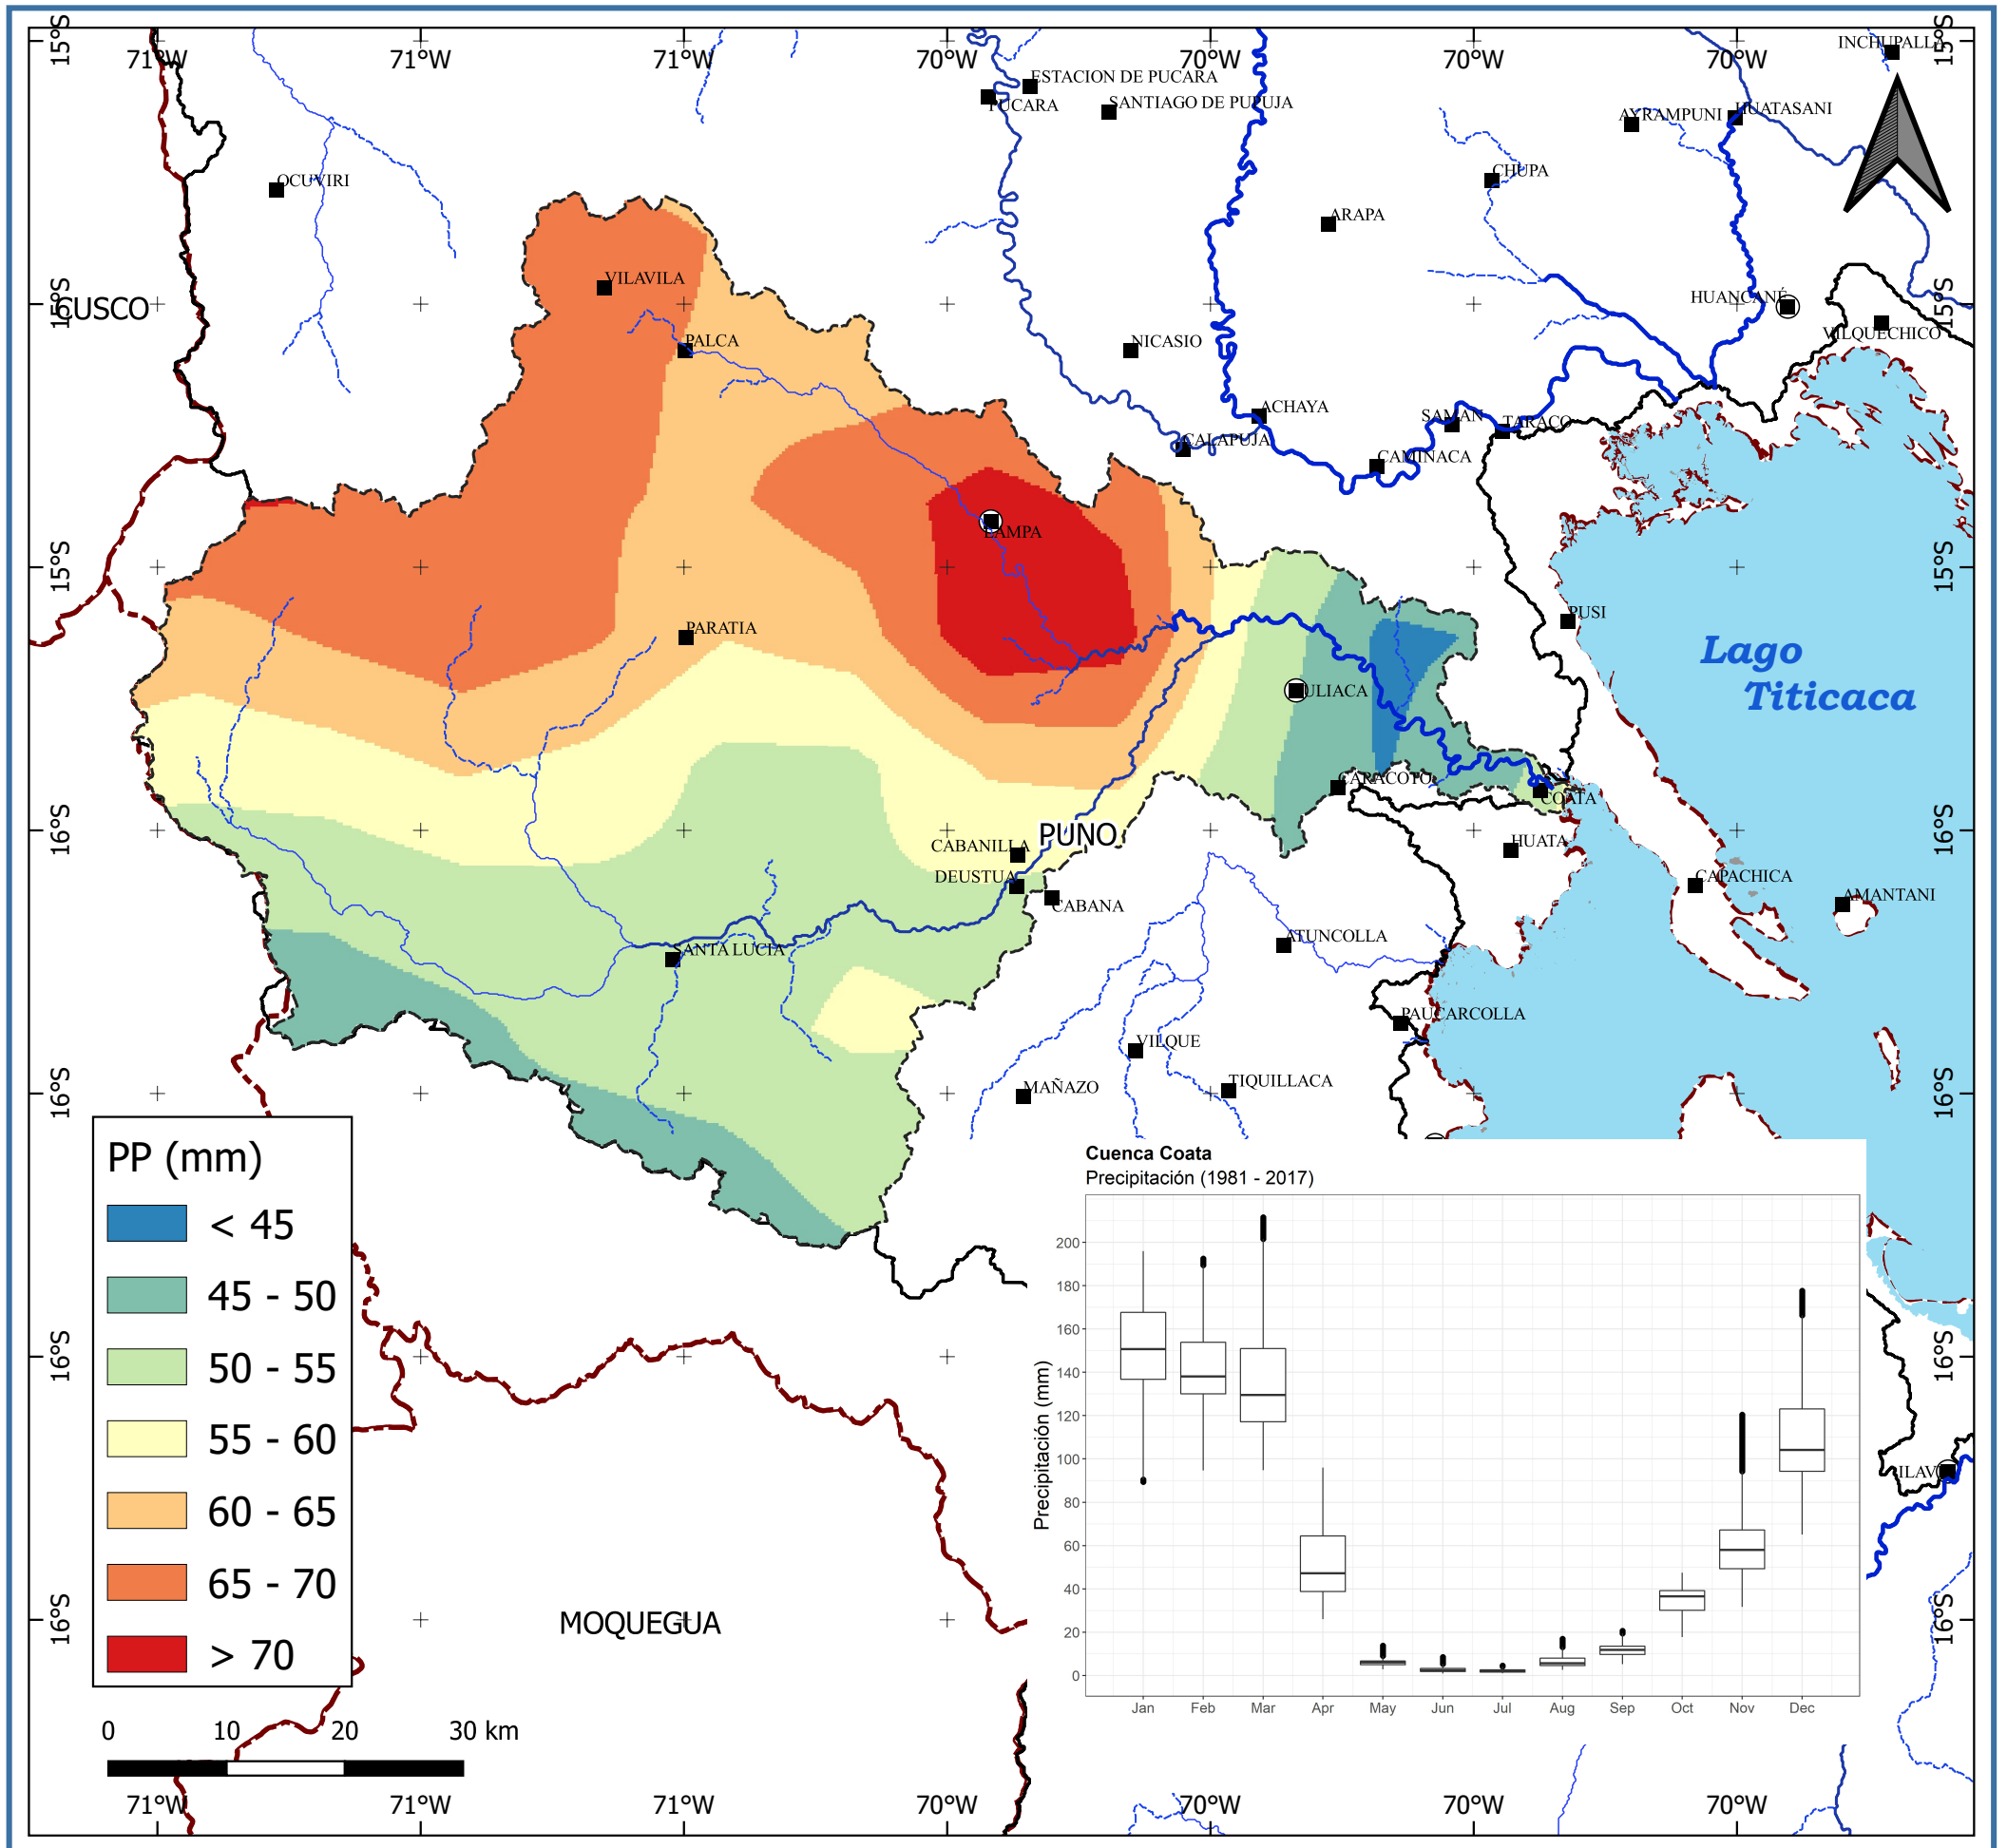 71°W 71°W 71°W 70°W 70°W 70°W 70°W
15°S 15°S
INCHUPALLA
ESTACION DE PUCARA
PUCARA
SANTIAGO DE PUPUJA
AYRAMPUNI
HUATASANI
OCUVIRI
CHUPA
ARAPA
VILAVILA
CUSCO
15°S 15°S
HUANCANÉ
VILQUECHICO
PALCA
NICASIO
ACHAYA
SAMAN
TARACO
CALAPUJA
CAMINACA
LAMPA
15°S 15°S
PUSI
PARATIA
Lago
Titicaca
JULIACA
CARACOTO
COATA
16°S 16°S
PUNO
CABANILLA
HUATA
DEUSTUA
CAPACHICA
AMANTANI
CABANA
ATUNCOLLA
SANTA LUCIA
PAUCARCOLLA
VILQUE
TIQUILLACA
MAÑAZO
16°S 16°S
PP (mm)
< 45
45 - 50
50 - 55
55 - 60
60 - 65
65 - 70
> 70
Cuenca Coata
Precipitación (1981 - 2017)
Precipitación (mm)
200
180
160
140
120
100
80
60
40
20
0
Jan Feb Mar Apr May Jun Jul Aug Sep Oct Nov Dec
16°S 16°S
ILAV
16°S 16°S
MOQUEGUA
0 10 20 30 km
71°W 71°W 71°W 70°W 70°W 70°W 70°W